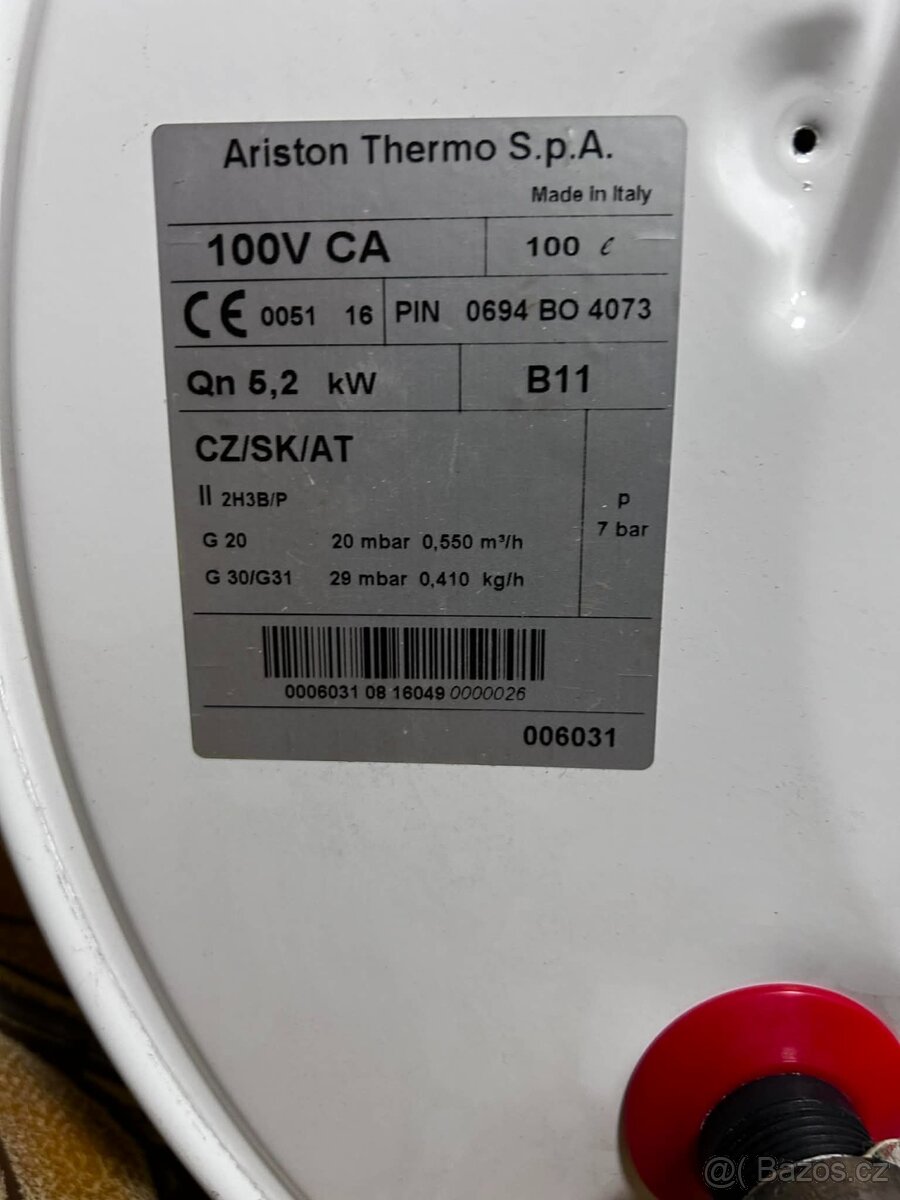 Ariston Thermo S.p.A.
Made in Italy
100V CA 100 ℓ
CE 0051 16 PIN 0694 BO 4073
Qn 5,2 kW B11
CZ/SK/AT
II 2H3B/P
p
7 bar
G 20 20 mbar 0,550 m³/h
G 30/G31 29 mbar 0,410 kg/h
0006031 08 16049 0000026
006031
@( Bazos.cz